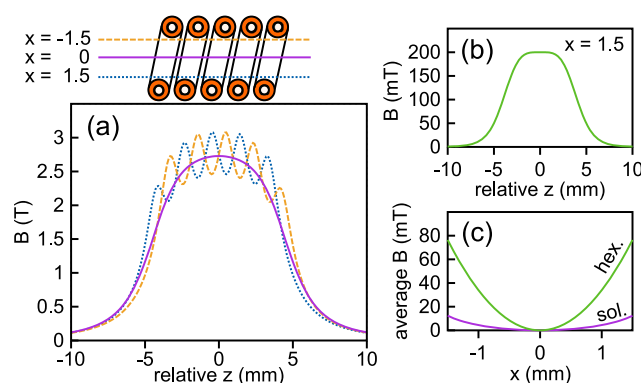 x = -1.5
x = 0
x = 1.5
(a)
B (T)
3
2.5
2
1.5
1
0.5
0
-10 -5 0 5 10
relative z (mm)
(b)
x = 1.5
B (mT)
200
150
100
50
0
-10 -5 0 5 10
relative z (mm)
(c)
average B (mT)
80
60
40
20
0
hex.
sol.
-1 0 1
x (mm)